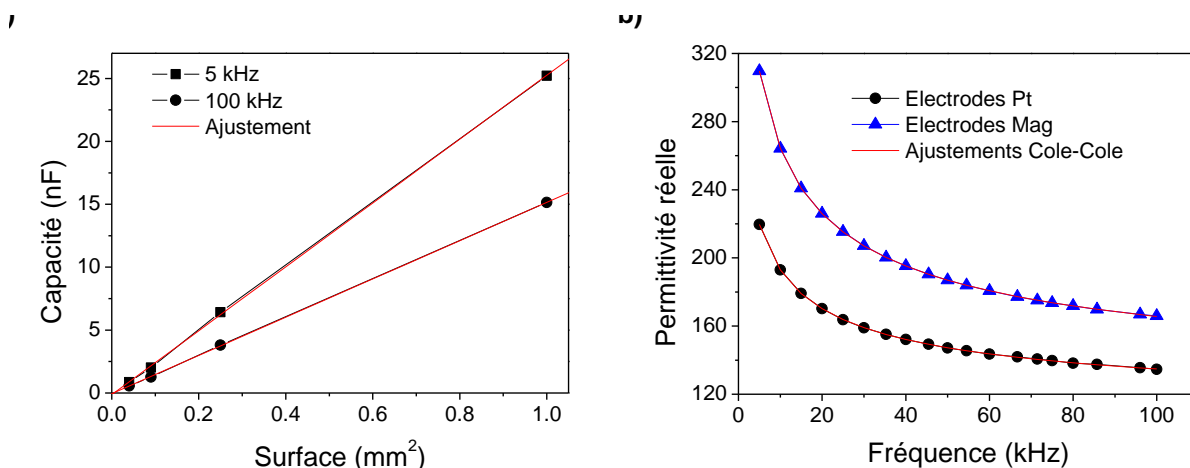 )
b)
25
20
15
10
5
0
0.0
0.2
0.4
0.6
0.8
1.0
Capacité (nF)
Surface (mm²)
5 kHz
100 kHz
Ajustement
320
280
240
200
160
120
0
20
40
60
80
100
Permittivité réelle
Fréquence (kHz)
Electrodes Pt
Electrodes Mag
Ajustements Cole-Cole